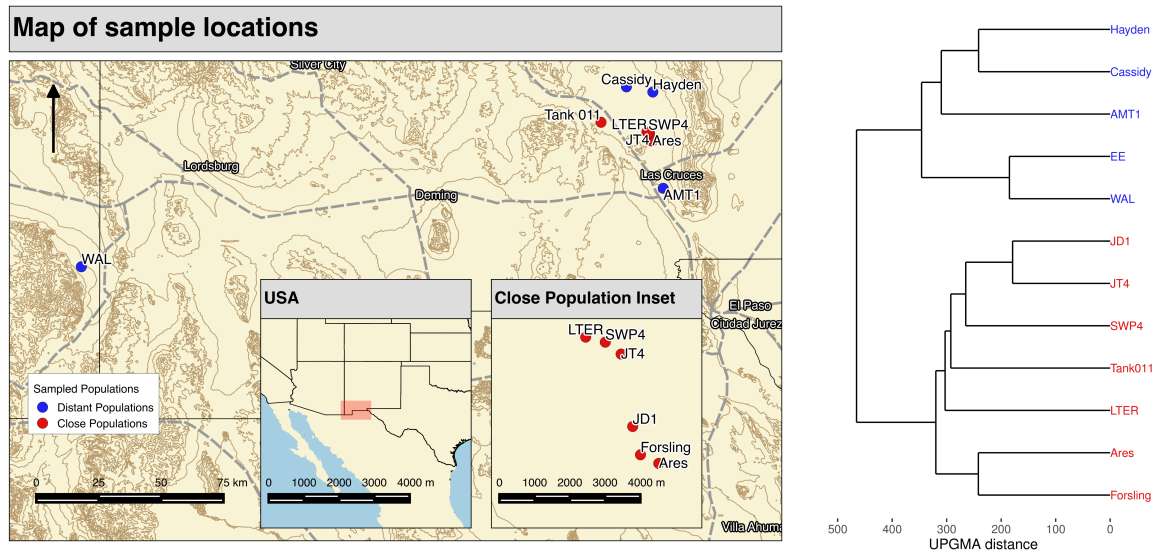 Map of sample locations
Silver City
Cassidy
Hayden
Tank 011
LTER
SWP4
JT4
Ares
Lordsburg
Las Cruces
Deming
AMT1
WAL
USA
Close Population Inset
El Paso
Ciudad Jurez
LTER
SWP4
JT4
Sampled Populations
Distant Populations
Close Populations
JD1
Forsling
Ares
0 25 50 75 km
0 1000 2000 3000 4000 m
0 1000 2000 3000 4000 m
Villa Ahuma
Hayden
Cassidy
AMT1
EE
WAL
JD1
JT4
SWP4
Tank011
LTER
Ares
Forsling
500 400 300 200 100 0
UPGMA distance